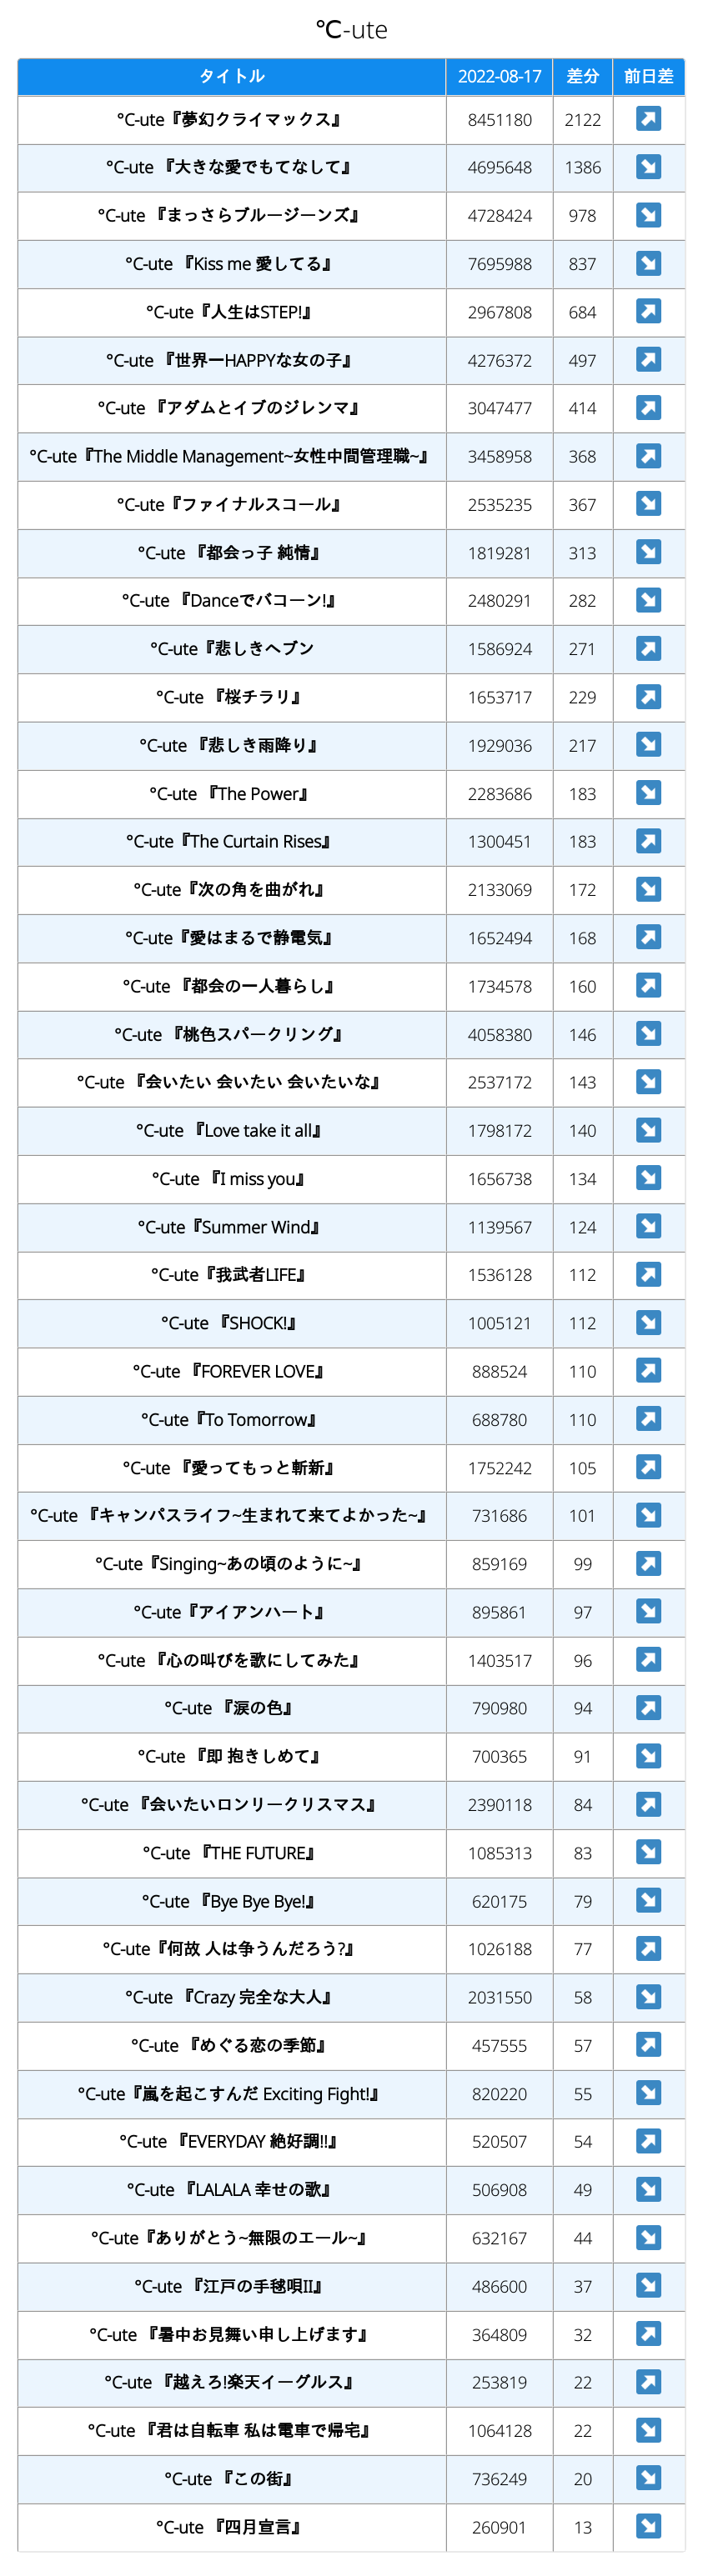 ℃-ute
タイトル 2022-08-17 差分 前日差
°C-ute『夢幻クライマックス』 8451180 2122 ↗
°C-ute 『大きな愛でもてなして』 4695648 1386 ↘
°C-ute 『まっさらブルージーンズ』 4728424 978 ↘
°C-ute 『Kiss me 愛してる』 7695988 837 ↘
°C-ute『人生はSTEP!』 2967808 684 ↗
°C-ute 『世界一HAPPYな女の子』 4276372 497 ↗
°C-ute 『アダムとイブのジレンマ』 3047477 414 ↗
°C-ute『The Middle Management~女性中間管理職~』 3458958 368 ↗
°C-ute『ファイナルスコール』 2535235 367 ↘
°C-ute 『都会っ子 純情』 1819281 313 ↘
°C-ute 『Danceでバコーン!』 2480291 282 ↘
°C-ute『悲しきヘブン 1586924 271 ↗
°C-ute 『桜チラリ』 1653717 229 ↗
°C-ute 『悲しき雨降り』 1929036 217 ↘
°C-ute 『The Power』 2283686 183 ↘
°C-ute『The Curtain Rises』 1300451 183 ↗
°C-ute『次の角を曲がれ』 2133069 172 ↘
°C-ute『愛はまるで静電気』 1652494 168 ↗
°C-ute 『都会の一人暮らし』 1734578 160 ↗
°C-ute 『桃色スパークリング』 4058380 146 ↘
°C-ute 『会いたい 会いたい 会いたいな』 2537172 143 ↘
°C-ute 『Love take it all』 1798172 140 ↘
°C-ute 『I miss you』 1656738 134 ↘
°C-ute『Summer Wind』 1139567 124 ↘
°C-ute『我武者LIFE』 1536128 112 ↗
°C-ute 『SHOCK!』 1005121 112 ↘
°C-ute 『FOREVER LOVE』 888524 110 ↗
°C-ute『To Tomorrow』 688780 110 ↗
°C-ute 『愛ってもっと斬新』 1752242 105 ↗
°C-ute 『キャンパスライフ~生まれて来てよかった~』 731686 101 ↘
°C-ute『Singing~あの頃のように~』 859169 99 ↗
°C-ute『アイアンハート』 895861 97 ↘
°C-ute 『心の叫びを歌にしてみた』 1403517 96 ↗
°C-ute 『涙の色』 790980 94 ↗
°C-ute 『即 抱きしめて』 700365 91 ↘
°C-ute 『会いたいロンリークリスマス』 2390118 84 ↗
°C-ute 『THE FUTURE』 1085313 83 ↘
°C-ute 『Bye Bye Bye!』 620175 79 ↘
°C-ute『何故 人は争うんだろう?』 1026188 77 ↗
°C-ute 『Crazy 完全な大人』 2031550 58 ↘
°C-ute 『めぐる恋の季節』 457555 57 ↗
°C-ute『嵐を起こすんだ Exciting Fight!』 820220 55 ↘
°C-ute 『EVERYDAY 絶好調!!』 520507 54 ↗
°C-ute 『LALALA 幸せの歌』 506908 49 ↘
°C-ute『ありがとう~無限のエール~』 632167 44 ↘
°C-ute 『江戸の手毬唄II』 486600 37 ↘
°C-ute 『暑中お見舞い申し上げます』 364809 32 ↗
°C-ute 『越えろ!楽天イーグルス』 253819 22 ↗
°C-ute 『君は自転車 私は電車で帰宅』 1064128 22 ↘
°C-ute 『この街』 736249 20 ↘
°C-ute 『四月宣言』 260901 13 ↘